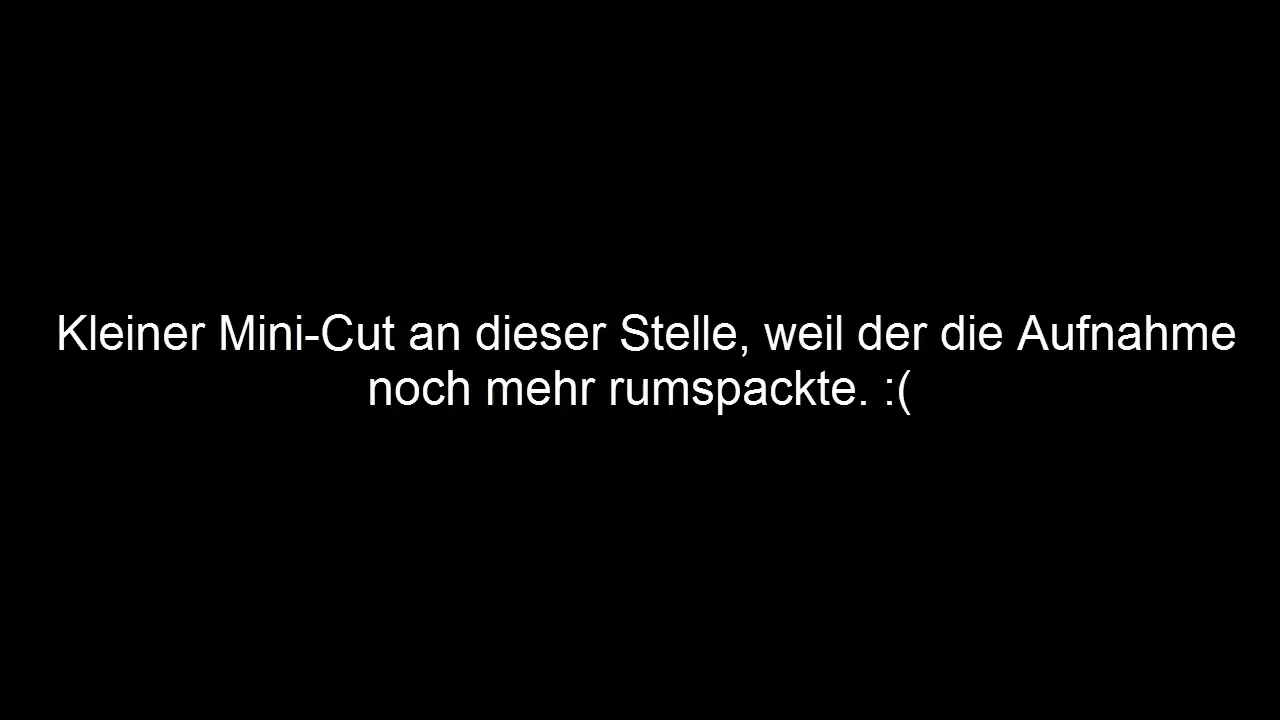 Kleiner Mini-Cut an dieser Stelle, weil der die Aufnahme
noch mehr rumspackte. :(